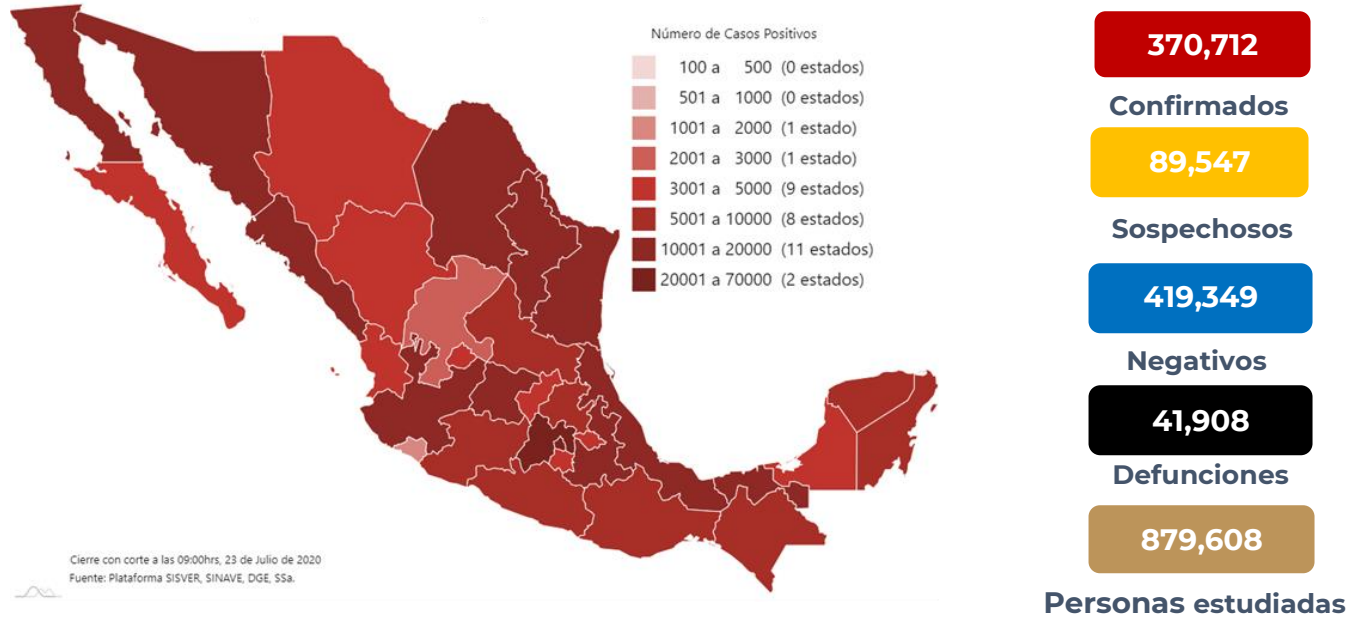 Número de Casos Positivos
100 a 500 (0 estados)
501 a 1000 (0 estados)
1001 a 2000 (1 estado)
2001 a 3000 (1 estado)
3001 a 5000 (9 estados)
5001 a 10000 (8 estados)
10001 a 20000 (11 estados)
20001 a 70000 (2 estados)
Cierre con corte a las 09:00hrs, 23 de Julio de 2020
Fuente: Plataforma SISVER, SINAVE, DGE, SSa.
370,712
Confirmados
89,547
Sospechosos
419,349
Negativos
41,908
Defunciones
879,608
Personas estudiadas